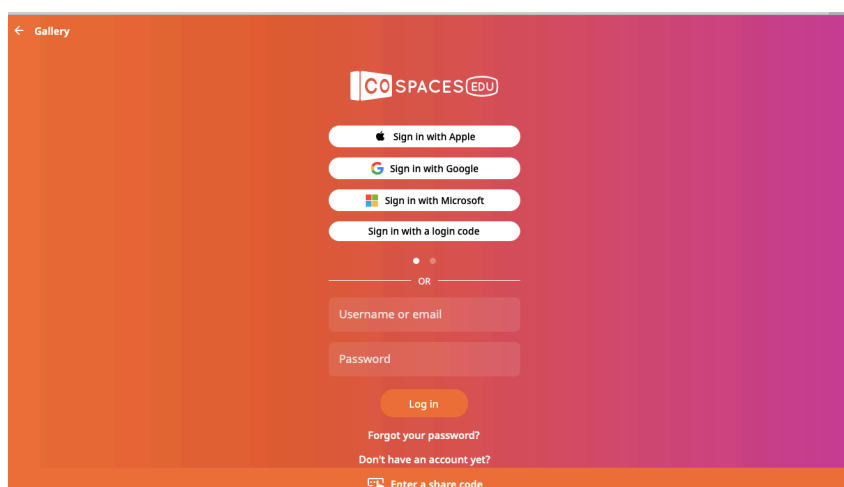 Gallery
CO SPACES EDU
Sign in with Apple
Sign in with Google
Sign in with Microsoft
Sign in with a login code
OR
Username or email
Password
Log in
Forgot your password?
Don't have an account yet?
Enter a share code